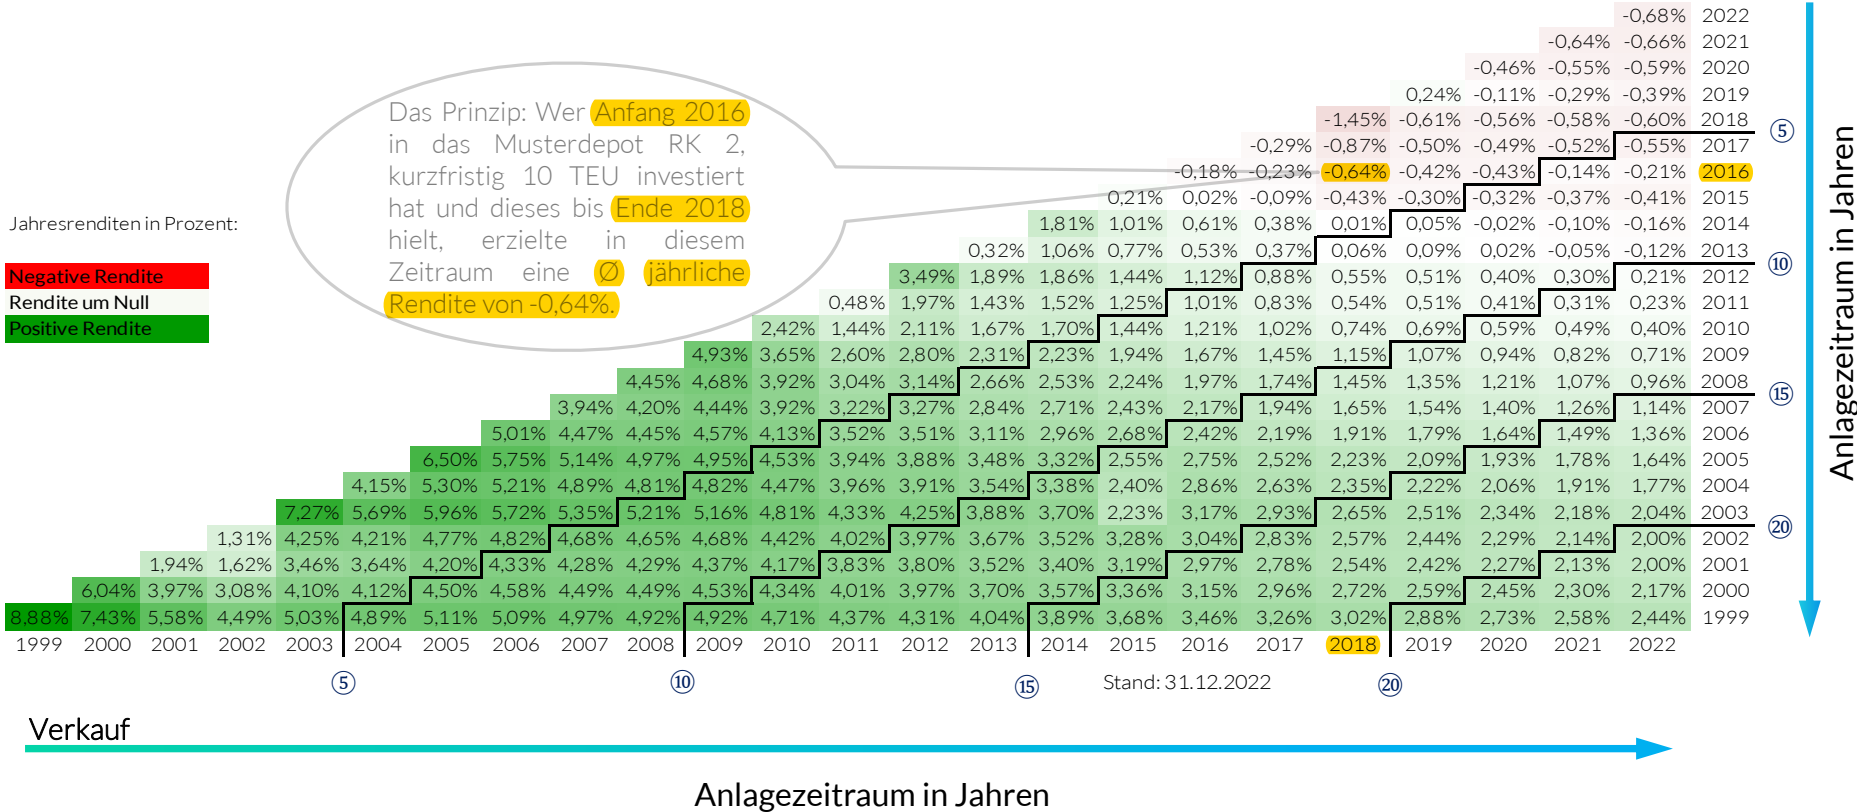 -0,68% 2022
-0,64% -0,66% 2021
-0,46% -0,55% -0,59% 2020
0,24% -0,11% -0,29% -0,39% 2019
-1,45% -0,61% -0,56% -0,58% -0,60% 2018
⑤
-0,29% -0,87% -0,50% -0,49% -0,52% -0,55% 2017
-0,18% -0,23% -0,64% -0,42% -0,43% -0,14% -0,21% 2016
0,21% 0,02% -0,09% -0,43% -0,30% -0,32% -0,37% -0,41% 2015
1,81% 1,01% 0,61% 0,38% 0,01% 0,05% -0,02% -0,10% -0,16% 2014
0,32% 1,06% 0,77% 0,53% 0,37% 0,06% 0,09% 0,02% -0,05% -0,12% 2013
⑩
3,49% 1,89% 1,86% 1,44% 1,12% 0,88% 0,55% 0,51% 0,40% 0,30% 0,21% 2012
0,48% 1,97% 1,43% 1,52% 1,25% 1,01% 0,83% 0,54% 0,51% 0,41% 0,31% 0,23% 2011
2,42% 1,44% 2,11% 1,67% 1,70% 1,44% 1,21% 1,02% 0,74% 0,69% 0,59% 0,49% 0,40% 2010
4,93% 3,65% 2,60% 2,80% 2,31% 2,23% 1,94% 1,67% 1,45% 1,15% 1,07% 0,94% 0,82% 0,71% 2009
4,45% 4,68% 3,92% 3,04% 3,14% 2,66% 2,53% 2,24% 1,97% 1,74% 1,45% 1,35% 1,21% 1,07% 0,96% 2008
⑮
3,94% 4,20% 4,44% 3,92% 3,22% 3,27% 2,84% 2,71% 2,43% 2,17% 1,94% 1,65% 1,54% 1,40% 1,26% 1,14% 2007
5,01% 4,47% 4,45% 4,57% 4,13% 3,52% 3,51% 3,11% 2,96% 2,68% 2,42% 2,19% 1,91% 1,79% 1,64% 1,49% 1,36% 2006
6,50% 5,75% 5,14% 4,97% 4,95% 4,53% 3,94% 3,88% 3,48% 3,32% 2,55% 2,75% 2,52% 2,23% 2,09% 1,93% 1,78% 1,64% 2005
4,15% 5,30% 5,21% 4,89% 4,81% 4,82% 4,47% 3,96% 3,91% 3,54% 3,38% 2,40% 2,86% 2,63% 2,35% 2,22% 2,06% 1,91% 1,77% 2004
7,27% 5,69% 5,96% 5,72% 5,35% 5,21% 5,16% 4,81% 4,33% 4,25% 3,88% 3,70% 2,23% 3,17% 2,93% 2,65% 2,51% 2,34% 2,18% 2,04% 2003
⑳
1,31% 4,25% 4,21% 4,77% 4,82% 4,68% 4,65% 4,68% 4,42% 4,02% 3,97% 3,67% 3,52% 3,28% 3,04% 2,83% 2,57% 2,44% 2,29% 2,14% 2,00% 2002
1,94% 1,62% 3,46% 3,64% 4,20% 4,33% 4,28% 4,29% 4,37% 4,17% 3,83% 3,80% 3,52% 3,40% 3,19% 2,97% 2,78% 2,54% 2,42% 2,27% 2,13% 2,00% 2001
6,04% 3,97% 3,08% 4,10% 4,12% 4,50% 4,58% 4,49% 4,49% 4,53% 4,34% 4,01% 3,97% 3,70% 3,57% 3,36% 3,15% 2,96% 2,72% 2,59% 2,45% 2,30% 2,17% 2000
8,88% 7,43% 5,58% 4,49% 5,03% 4,89% 5,11% 5,09% 4,97% 4,92% 4,92% 4,71% 4,37% 4,31% 4,04% 3,89% 3,68% 3,46% 3,26% 3,02% 2,88% 2,73% 2,58% 2,44% 1999
1999 2000 2001 2002 2003 2004 2005 2006 2007 2008 2009 2010 2011 2012 2013 2014 2015 2016 2017 2018 2019 2020 2021 2022
⑤ ⑩ ⑮ ⑳
Stand: 31.12.2022
Das Prinzip: Wer Anfang 2016
in das Musterdepot RK 2,
kurzfristig 10 TEU investiert
hat und dieses bis Ende 2018
hielt, erzielte in diesem
Zeitraum eine Ø jährliche
Rendite von -0,64%.
Jahresrenditen in Prozent:
Negative Rendite
Rendite um Null
Positive Rendite
Anlagezeitraum in Jahren
Verkauf
Anlagezeitraum in Jahren